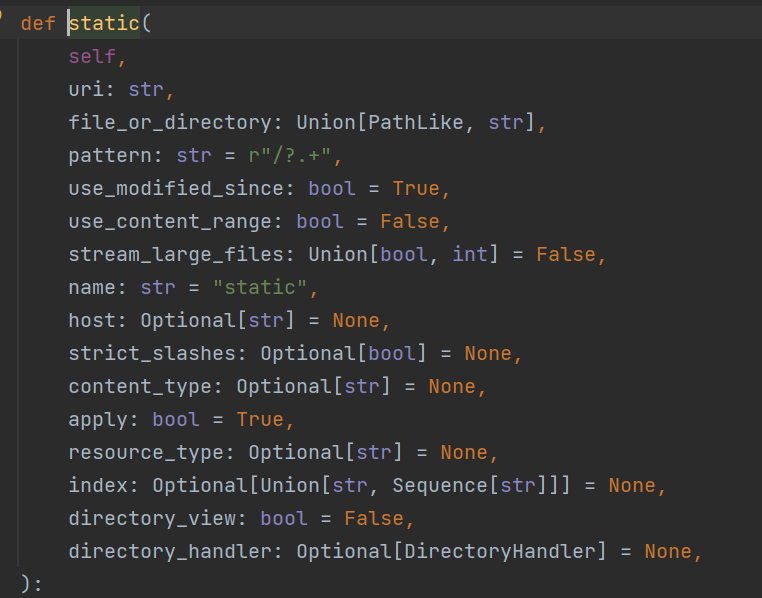 def static(
self,
uri: str,
file_or_directory: Union[PathLike, str],
pattern: str = r"/?.+",
use_modified_since: bool = True,
use_content_range: bool = False,
stream_large_files: Union[bool, int] = False,
name: str = "static",
host: Optional[str] = None,
strict_slashes: Optional[bool] = None,
content_type: Optional[str] = None,
apply: bool = True,
resource_type: Optional[str] = None,
index: Optional[Union[str, Sequence[str]]] = None,
directory_view: bool = False,
directory_handler: Optional[DirectoryHandler] = None,
):